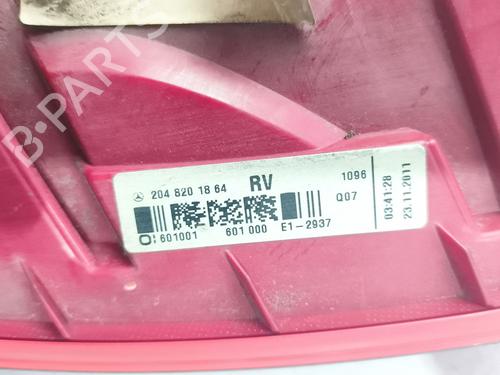 B-PARTS
204 820 18 64 RV 1096
Q07
601001 601 000 E1-2937
03:41:28
23.11.2011